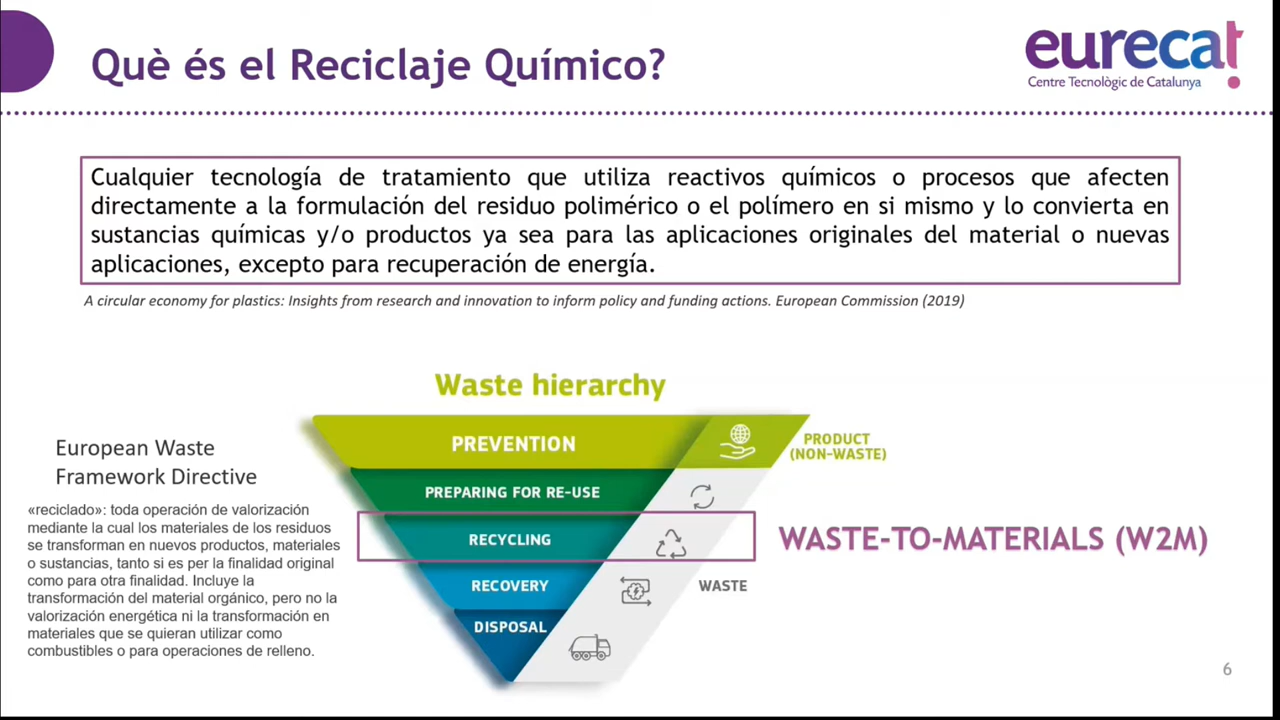 Què és el Reciclaje Químico?
eurecat
Centre Tecnològic de Catalunya
Cualquier tecnología de tratamiento que utiliza reactivos químicos o procesos que afecten
directamente a la formulación del residuo polimérico o el polímero en si mismo y lo convierta en
sustancias químicas y/o productos ya sea para las aplicaciones originales del material o nuevas
aplicaciones, excepto para recuperación de energía.
A circular economy for plastics: Insights from research and innovation to inform policy and funding actions. European Commission (2019)
Waste hierarchy
European Waste
Framework Directive
«reciclado»: toda operación de valorización
mediante la cual los materiales de los residuos
se transforman en nuevos productos, materiales
o sustancias, tanto si es per la finalidad original
como para otra finalidad. Incluye la
transformación del material orgánico, pero no la
valorización energética ni la transformación en
materiales que se quieran utilizar como
combustibles o para operaciones de relleno.
PREVENTION
PRODUCT
(NON-WASTE)
PREPARING FOR RE-USE
RECYCLING
WASTE-TO-MATERIALS (W2M)
RECOVERY
WASTE
DISPOSAL
6